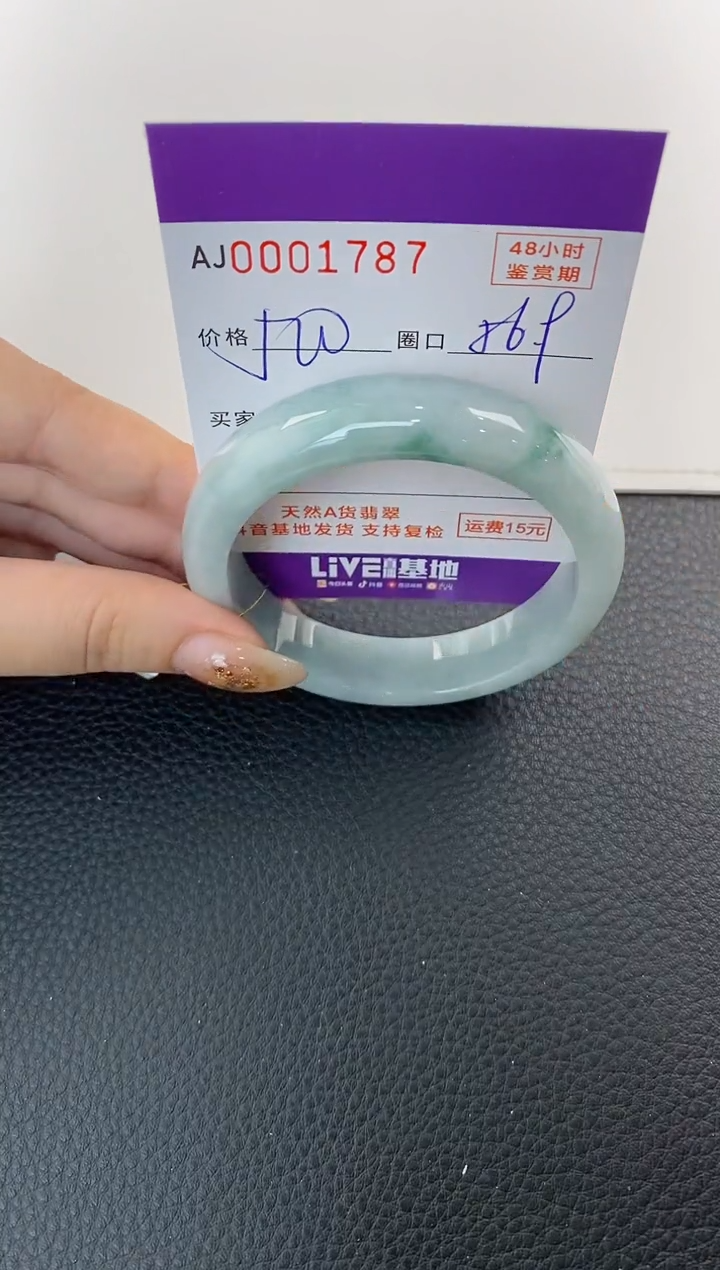 AJ0001787
48小时
鉴赏期
价格 圈口
买家
天然A货翡翠
音基地发货 支持复检 运费15元
LiVE 基地